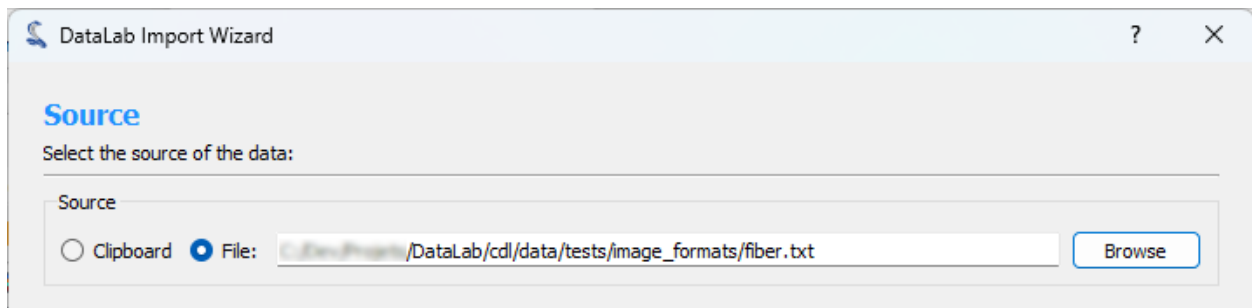 DataLab Import Wizard ?
Source
Select the source of the data:
Source
Clipboard File: /DataLab/cdl/data/tests/image_formats/fiber.txt Browse